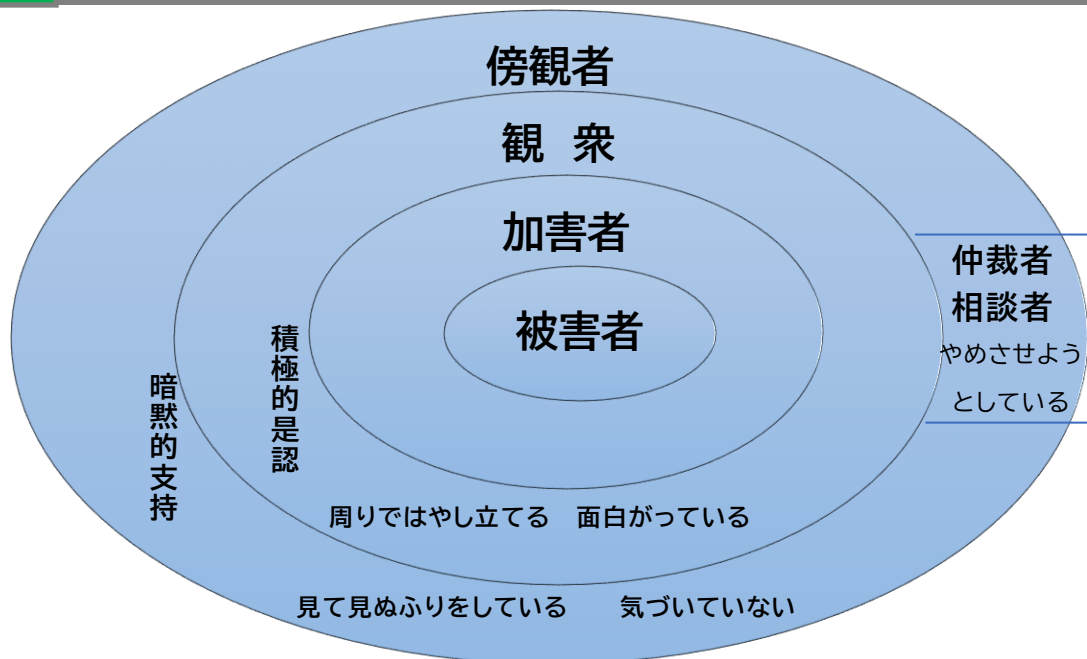 傍観者
観 衆
加害者
被害者
仲裁者
相談者
やめさせよう
としている
積極的是認
暗黙的支持
周りではやし立てる 面白がっている
見て見ぬふりをしている 気づいていない